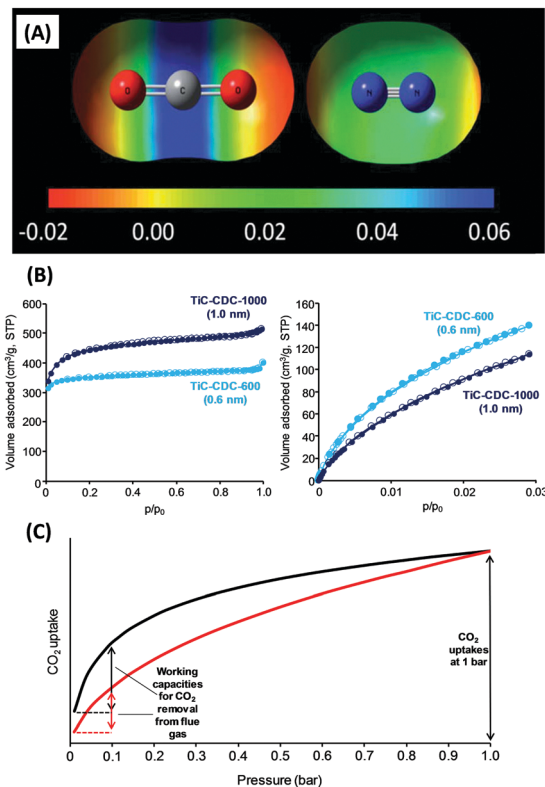 (A)
O C O
N N
-0.02 0.00 0.02 0.04 0.06
(B)
Volume adsorbed (cm³/g, STP)
600
500
400
300
200
100
0
TiC-CDC-1000
(1.0 nm)
TiC-CDC-600
(0.6 nm)
0 0.2 0.4 0.6 0.8 1.0
p/p₀
Volume adsorbed (cm³/g, STP)
160
140
120
100
80
60
40
20
0
TiC-CDC-600
(0.6 nm)
TiC-CDC-1000
(1.0 nm)
0 0.01 0.02 0.03
p/p₀
(C)
CO₂ uptake
Working
capacities
for CO₂
removal
from flue
gas
CO₂
uptakes
at 1 bar
0 0.1 0.2 0.3 0.4 0.5 0.6 0.7 0.8 0.9 1.0
Pressure (bar)